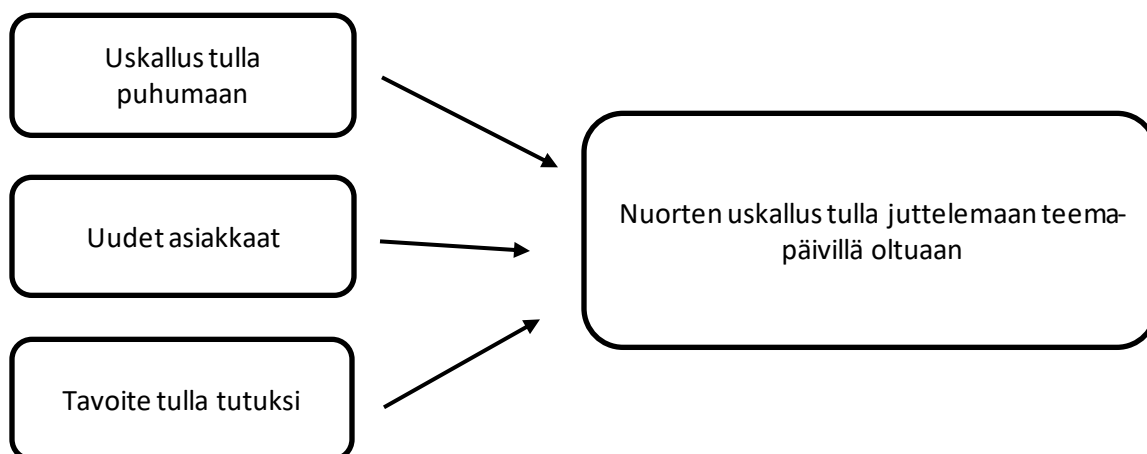 Uskallus tulla
puhumaan
Uudet asiakkaat
Tavoite tulla tutuksi
Nuorten uskallus tulla juttelemaan teema-
päivillä oltuaan